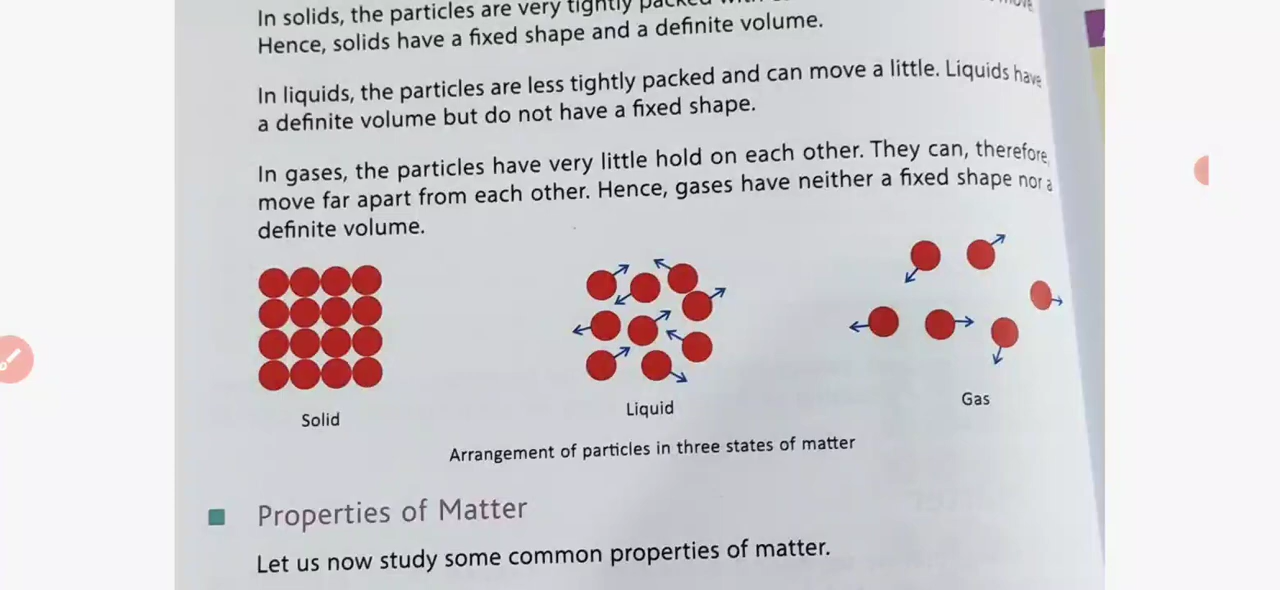 In solids, the particles are very tightly packed
Hence, solids have a fixed shape and a definite volume.
In liquids, the particles are less tightly packed and can move a little. Liquids have
a definite volume but do not have a fixed shape.
In gases, the particles have very little hold on each other. They can, therefore,
move far apart from each other. Hence, gases have neither a fixed shape nor a
definite volume.
Solid
Liquid
Gas
Arrangement of particles in three states of matter
Properties of Matter
Let us now study some common properties of matter.